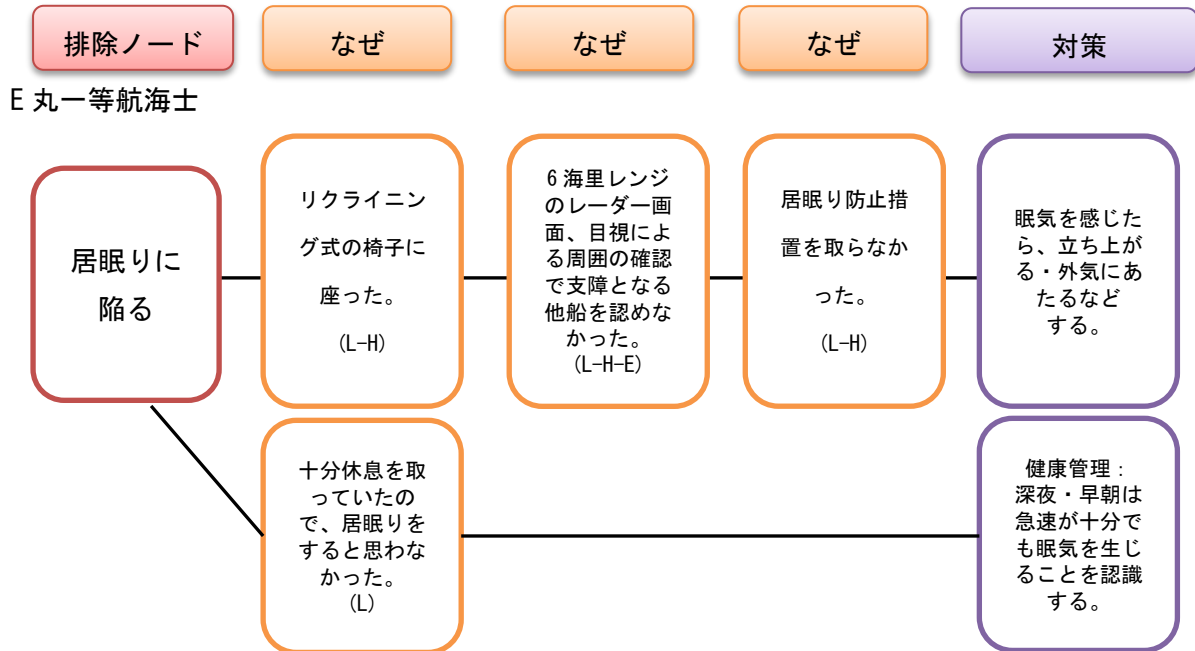 排除ノード
なぜ
なぜ
なぜ
対策
E 丸一等航海士
居眠りに
陥る
リクライニン
グ式の椅子に
座った。
(L-H)
6 海里レンジ
のレーダー画
面、目視によ
る周囲の確認
で支障となる
他船を認めな
かった。
(L-H-E)
居眠り防止措
置を取らなか
った。
(L-H)
眠気を感じた
ら、立ち上が
る・外気にあ
たるなど
する。
十分休息を取
っていたの
で、居眠りを
すると思わな
かった。
(L)
健康管理：
深夜・早朝は
急速が十分で
も眠気を生じ
ることを認識
する。